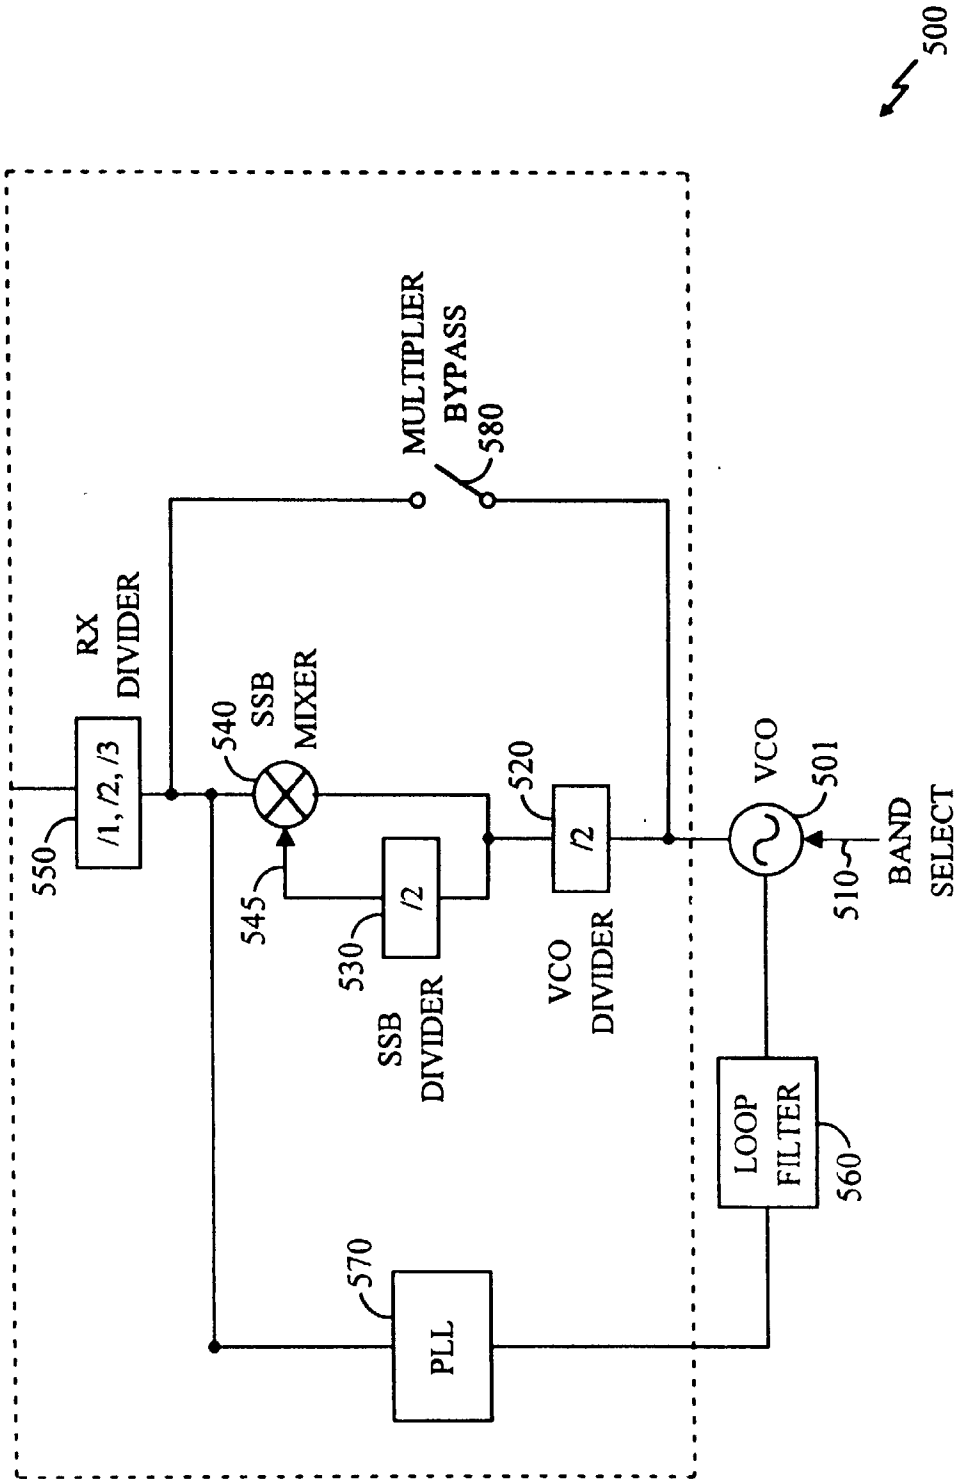 500
RX
DIVIDER
550
/1, /2, /3
540
SSB
MIXER
MULTIPLIER
BYPASS
580
545
530
/2
SSB
DIVIDER
520
/2
VCO
DIVIDER
570
PLL
VCO
501
510
BAND
SELECT
LOOP
FILTER
560